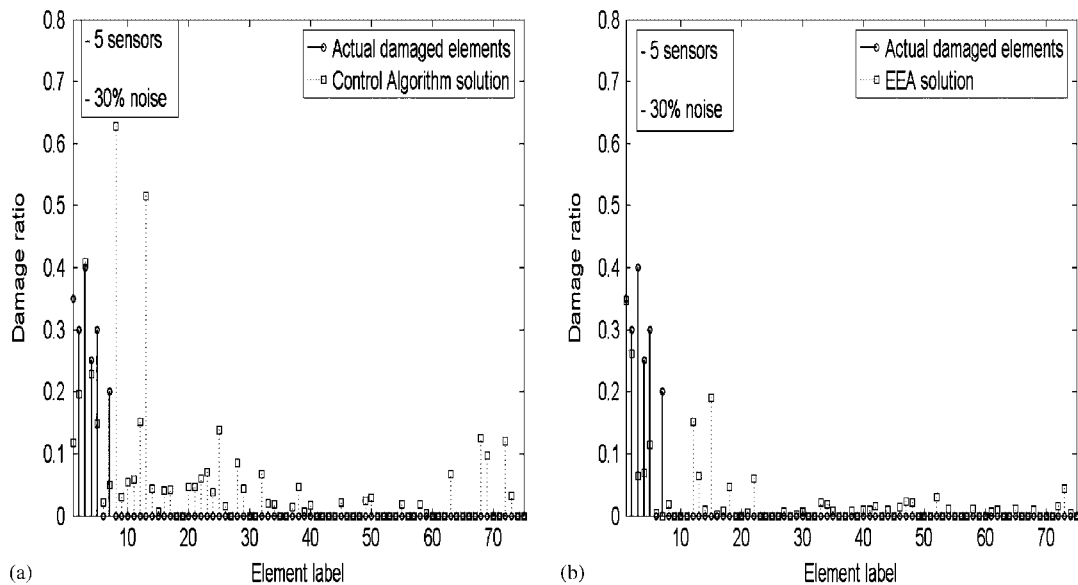 0.8
0.7
0.6
0.5
0.4
0.3
0.2
0.1
0
Damage ratio
- 5 sensors
- 30% noise
Actual damaged elements
Control Algorithm solution
10 20 30 40 50 60 70
Element label
(a)
0.8
0.7
0.6
0.5
0.4
0.3
0.2
0.1
0
Damage ratio
- 5 sensors
- 30% noise
Actual damaged elements
EEA solution
10 20 30 40 50 60 70
Element label
(b)